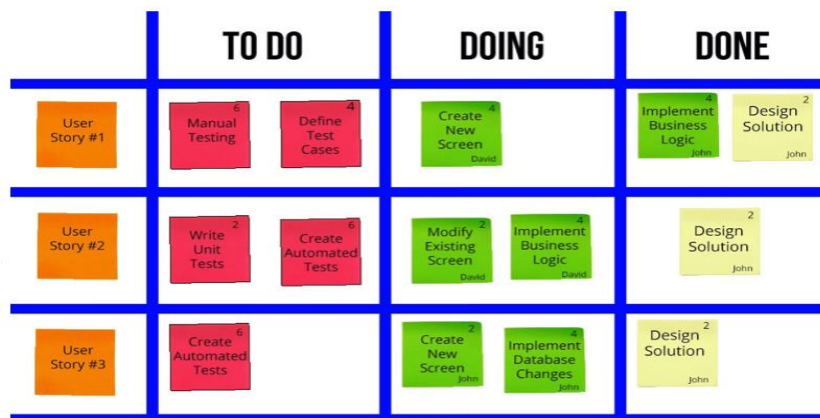 TO DO
DOING
DONE
User
Story #1
6
Manual
Testing
4
Define
Test
Cases
4
Create
New
Screen
David
4
Implement
Business
Logic
John
2
Design
Solution
John
User
Story #2
2
Write
Unit
Tests
6
Create
Automated
Tests
2
Modify
Existing
Screen
David
4
Implement
Business
Logic
David
2
Design
Solution
John
User
Story #3
6
Create
Automated
Tests
2
Create
New
Screen
John
4
Implement
Database
Changes
John
2
Design
Solution
John